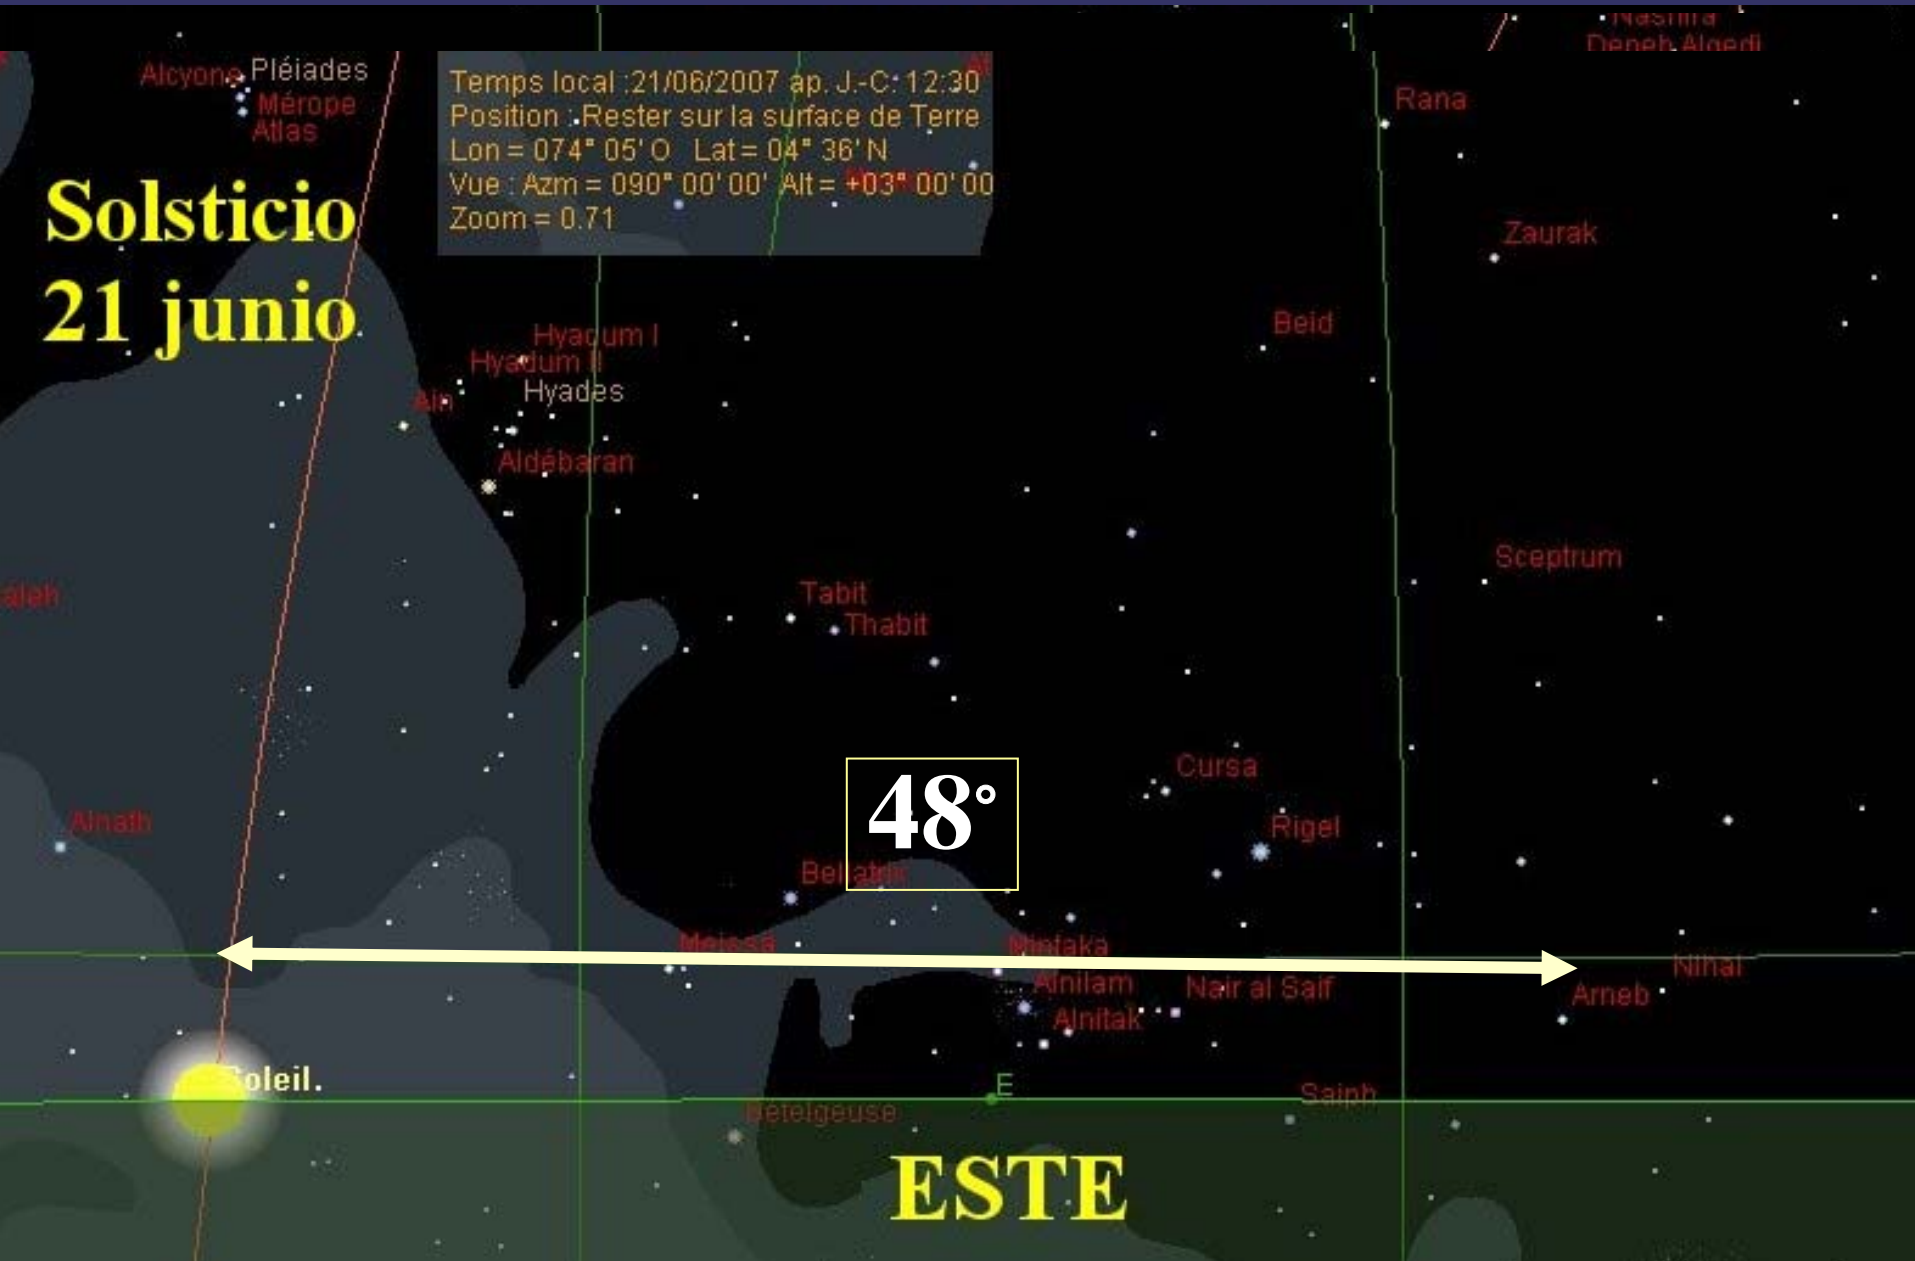 Nashira
Deneb Algedi
Alcyone Pléiades
Mérope
Atlas
Temps local :21/06/2007 ap. J.-C: 12:30
Position : Rester sur la surface de Terre
Lon = 074° 05' O Lat = 04° 36' N
Vue : Azm = 090° 00' 00' Alt = +03° 00' 00
Zoom = 0.71
Rana
Solsticio
21 junio
Zaurak
Beid
Hyadum I
Hyadum II
Hyades
Ain
Aldébaran
Sceptrum
Tabit
Thabit
48°
Cursa
Alnath
Rigel
Bellatrix
Meissa
Mintaka
Nihal
Alnilam
Nair al Saif
Arneb
Alnitak
Soleil.
E
Saiph
Bételgeuse
ESTE